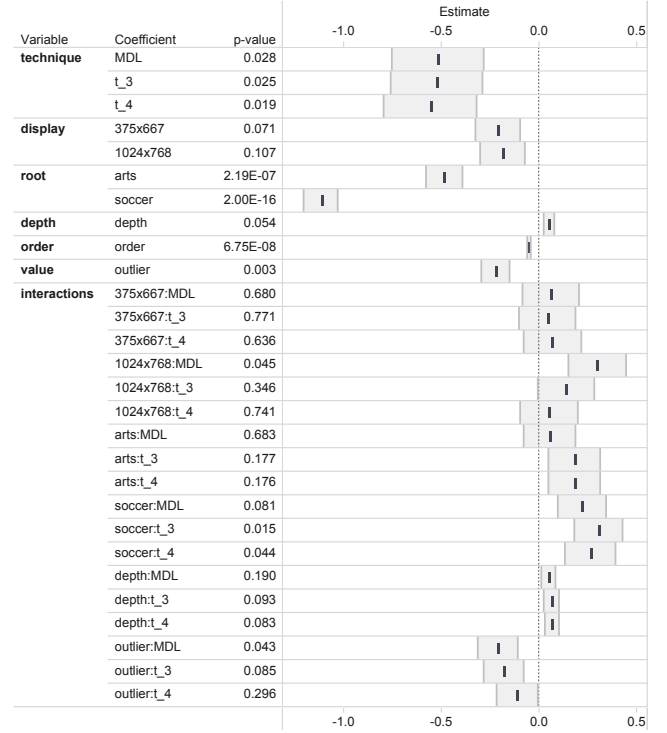 Estimate
Variable Coefficient p-value -1.0 -0.5 0.0 0.5
technique MDL 0.028
t_3 0.025
t_4 0.019
display 375x667 0.071
1024x768 0.107
root arts 2.19E-07
soccer 2.00E-16
depth depth 0.054
order order 6.75E-08
value outlier 0.003
interactions 375x667:MDL 0.680
375x667:t_3 0.771
375x667:t_4 0.636
1024x768:MDL 0.045
1024x768:t_3 0.346
1024x768:t_4 0.741
arts:MDL 0.683
arts:t_3 0.177
arts:t_4 0.176
soccer:MDL 0.081
soccer:t_3 0.015
soccer:t_4 0.044
depth:MDL 0.190
depth:t_3 0.093
depth:t_4 0.083
outlier:MDL 0.043
outlier:t_3 0.085
outlier:t_4 0.296
-1.0 -0.5 0.0 0.5